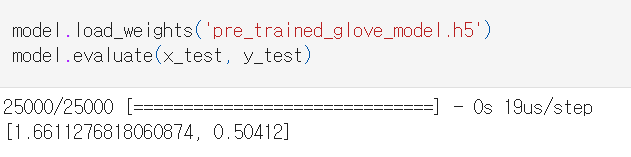 model.load_weights('pre_trained_glove_model.h5')
model.evaluate(x_test, y_test)
25000/25000 [==============================] - 0s 19us/step
[1.6611276818060874, 0.50412]